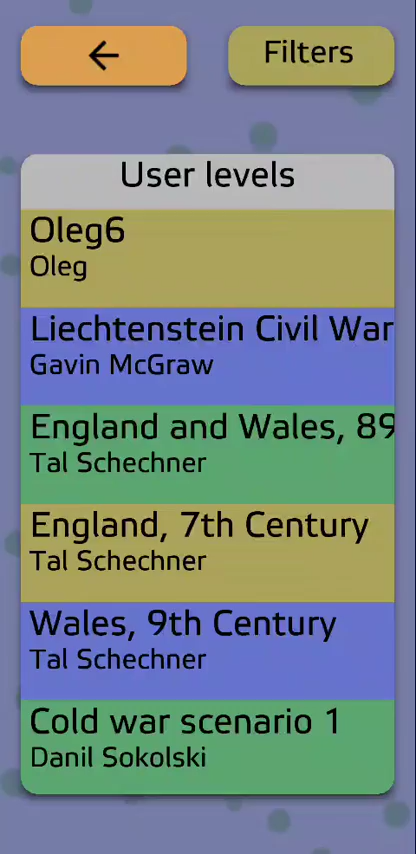 Filters
User levels
Oleg6
Oleg
Liechtenstein Civil War
Gavin McGraw
England and Wales, 89
Tal Schechner
England, 7th Century
Tal Schechner
Wales, 9th Century
Tal Schechner
Cold war scenario 1
Danil Sokolski